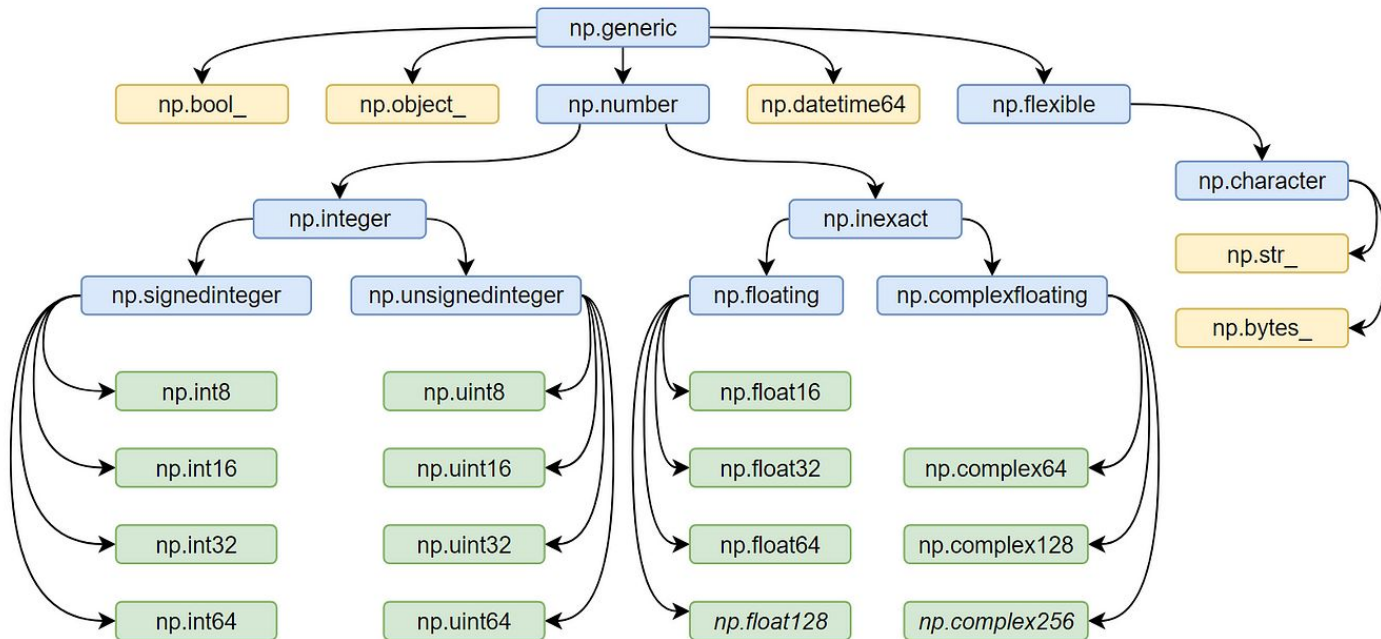 np.generic
np.bool_
np.object_
np.number
np.datetime64
np.flexible
np.character
np.integer
np.inexact
np.str_
np.signedinteger
np.unsignedinteger
np.floating
np.complexfloating
np.bytes_
np.int8
np.uint8
np.float16
np.int16
np.uint16
np.float32
np.complex64
np.int32
np.uint32
np.float64
np.complex128
np.int64
np.uint64
np.float128
np.complex256